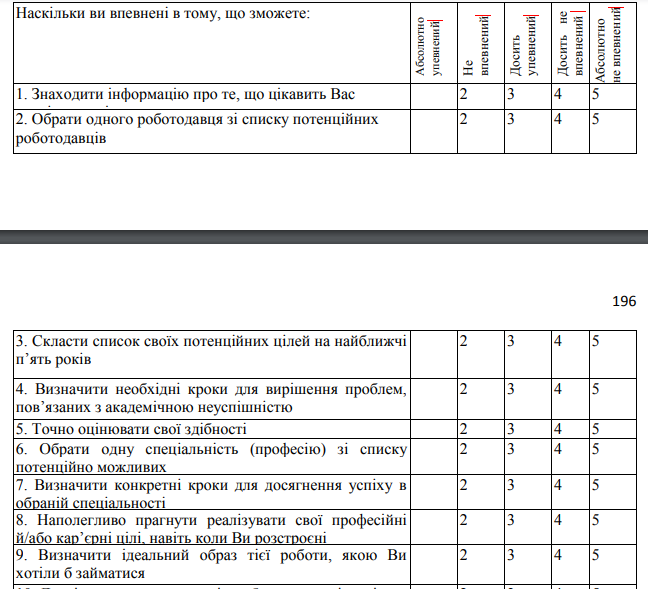 Наскільки ви впевнені в тому, що зможете:
Абсолютно
упевнений
Не
впевнений
Досить
упевнений
Досить не
впевнений
Абсолютно
не впевнений
1. Знаходити інформацію про те, що цікавить Вас 2 3 4 5
2. Обрати одного роботодавця зі списку потенційних 2 3 4 5
роботодавців
196
3. Скласти список своїх потенційних цілей на найближчі 2 3 4 5
п’ять років
4. Визначити необхідні кроки для вирішення проблем, 2 3 4 5
пов’язаних з академічною неуспішністю
5. Точно оцінювати свої здібності 2 3 4 5
6. Обрати одну спеціальність (професію) зі списку 2 3 4 5
потенційно можливих
7. Визначити конкретні кроки для досягнення успіху в 2 3 4 5
обраній спеціальності
8. Наполегливо прагнути реалізувати свої професійні 2 3 4 5
й/або кар’єрні цілі, навіть коли Ви розстроєні
9. Визначити ідеальний образ тієї роботи, якою Ви 2 3 4 5
хотіли б займатися